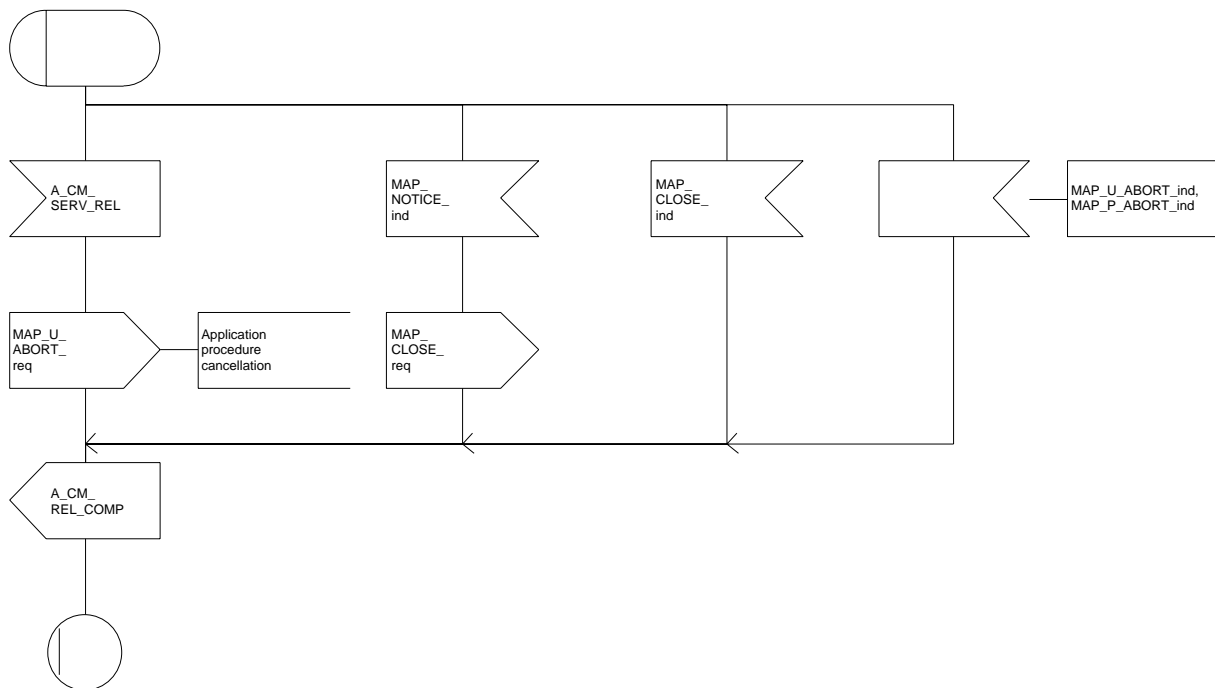 A_CM_
SERV_REL
MAP_
NOTICE_
ind
MAP_
CLOSE_
ind
MAP_U_ABORT_ind,
MAP_P_ABORT_ind
MAP_U_
ABORT_
req
Application
procedure
cancellation
MAP_
CLOSE_
req
A_CM_
REL_COMP